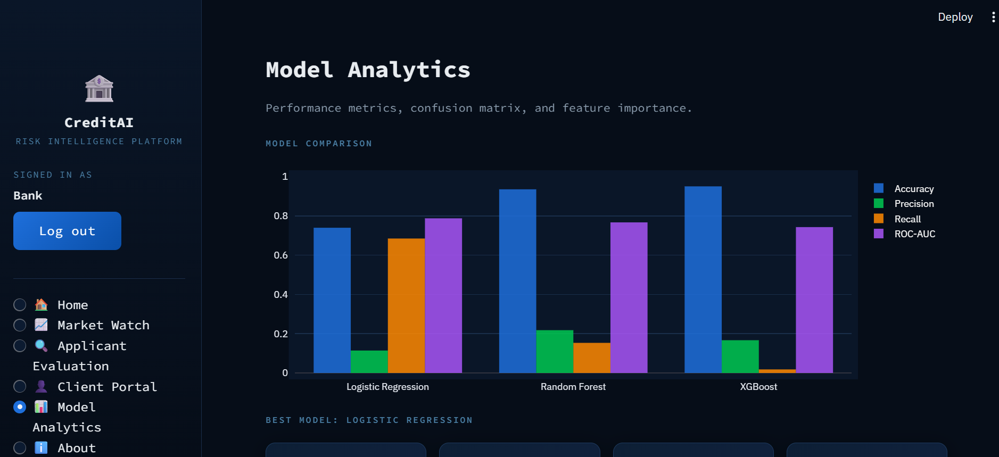 Deploy
CreditAI
RISK INTELLIGENCE PLATFORM
SIGNED IN AS
Bank
Log out
Home
Market Watch
Applicant
Evaluation
Client Portal
Model
Analytics
About
Model Analytics
Performance metrics, confusion matrix, and feature importance.
MODEL COMPARISON
1
0.8
0.6
0.4
0.2
0
Logistic Regression
Random Forest
XGBoost
Accuracy
Precision
Recall
ROC-AUC
BEST MODEL: LOGISTIC REGRESSION